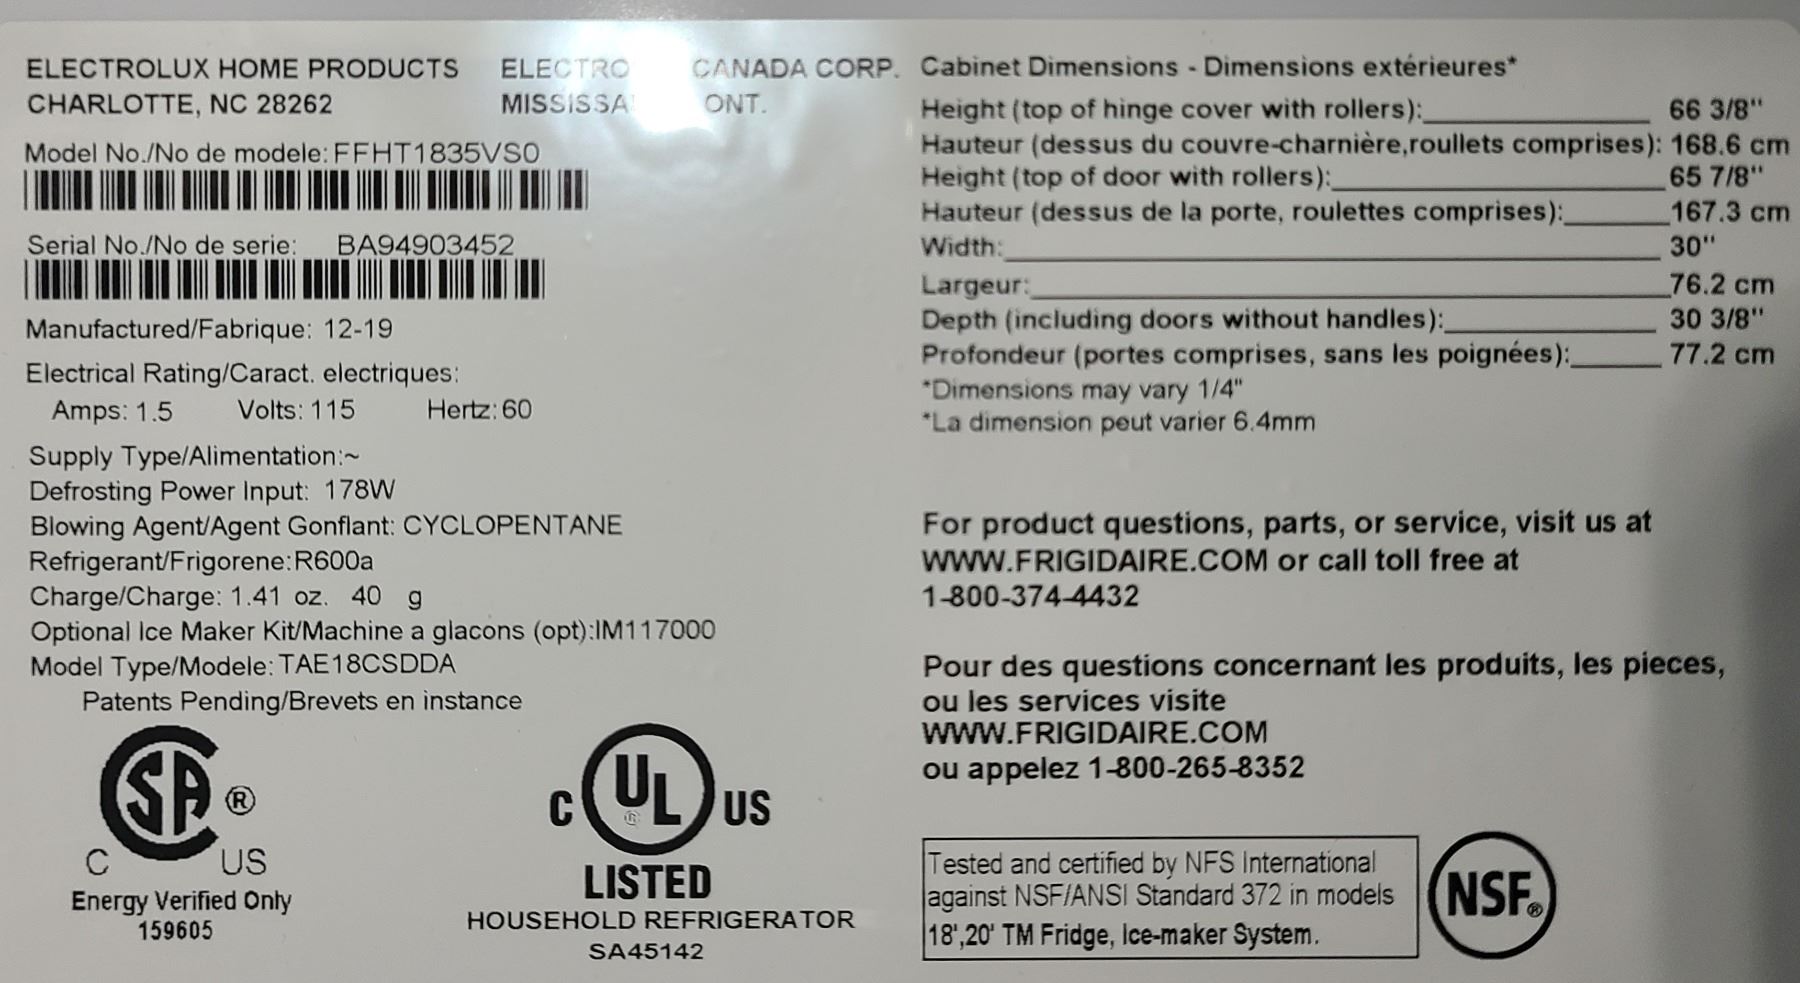 ELECTROLUX HOME PRODUCTS
CHARLOTTE, NC 28262
CANADA CORP.
ONT.
Model No./No de modele: FFHT1835VS0
Serial No./No de serie: BA94903452
Manufactured/Fabrique: 12-19
Electrical Rating/Caract. electriques:
Amps: 1.5 Volts: 115 Hertz: 60
Supply Type/Alimentation:~
Defrosting Power Input: 178W
Blowing Agent/Agent Gonflant: CYCLOPENTANE
Refrigerant/Frigorene: R600a
Charge/Charge: 1.41 oz. 40 g
Optional Ice Maker Kit/Machine a glacons (opt):IM117000
Model Type/Modele: TAE18CSDDA
Patents Pending/Brevets en instance
SA ®
C US
Energy Verified Only
159605
C UL US
®
LISTED
HOUSEHOLD REFRIGERATOR
SA45142
Cabinet Dimensions - Dimensions extérieures*
Height (top of hinge cover with rollers): 66 3/8"
Hauteur (dessus du couvre-charnière,roullets comprises): 168.6 cm
Height (top of door with rollers): 65 7/8"
Hauteur (dessus de la porte, roulettes comprises): 167.3 cm
Width: 30"
Largeur: 76.2 cm
Depth (including doors without handles): 30 3/8"
Profondeur (portes comprises, sans les poignées): 77.2 cm
*Dimensions may vary 1/4"
*La dimension peut varier 6.4mm
For product questions, parts, or service, visit us at
WWW.FRIGIDAIRE.COM or call toll free at
1-800-374-4432
Pour des questions concernant les produits, les pieces,
ou les services visite
WWW.FRIGIDAIRE.COM
ou appelez 1-800-265-8352
Tested and certified by NFS International
against NSF/ANSI Standard 372 in models
18',20' TM Fridge, Ice-maker System.
NSF®